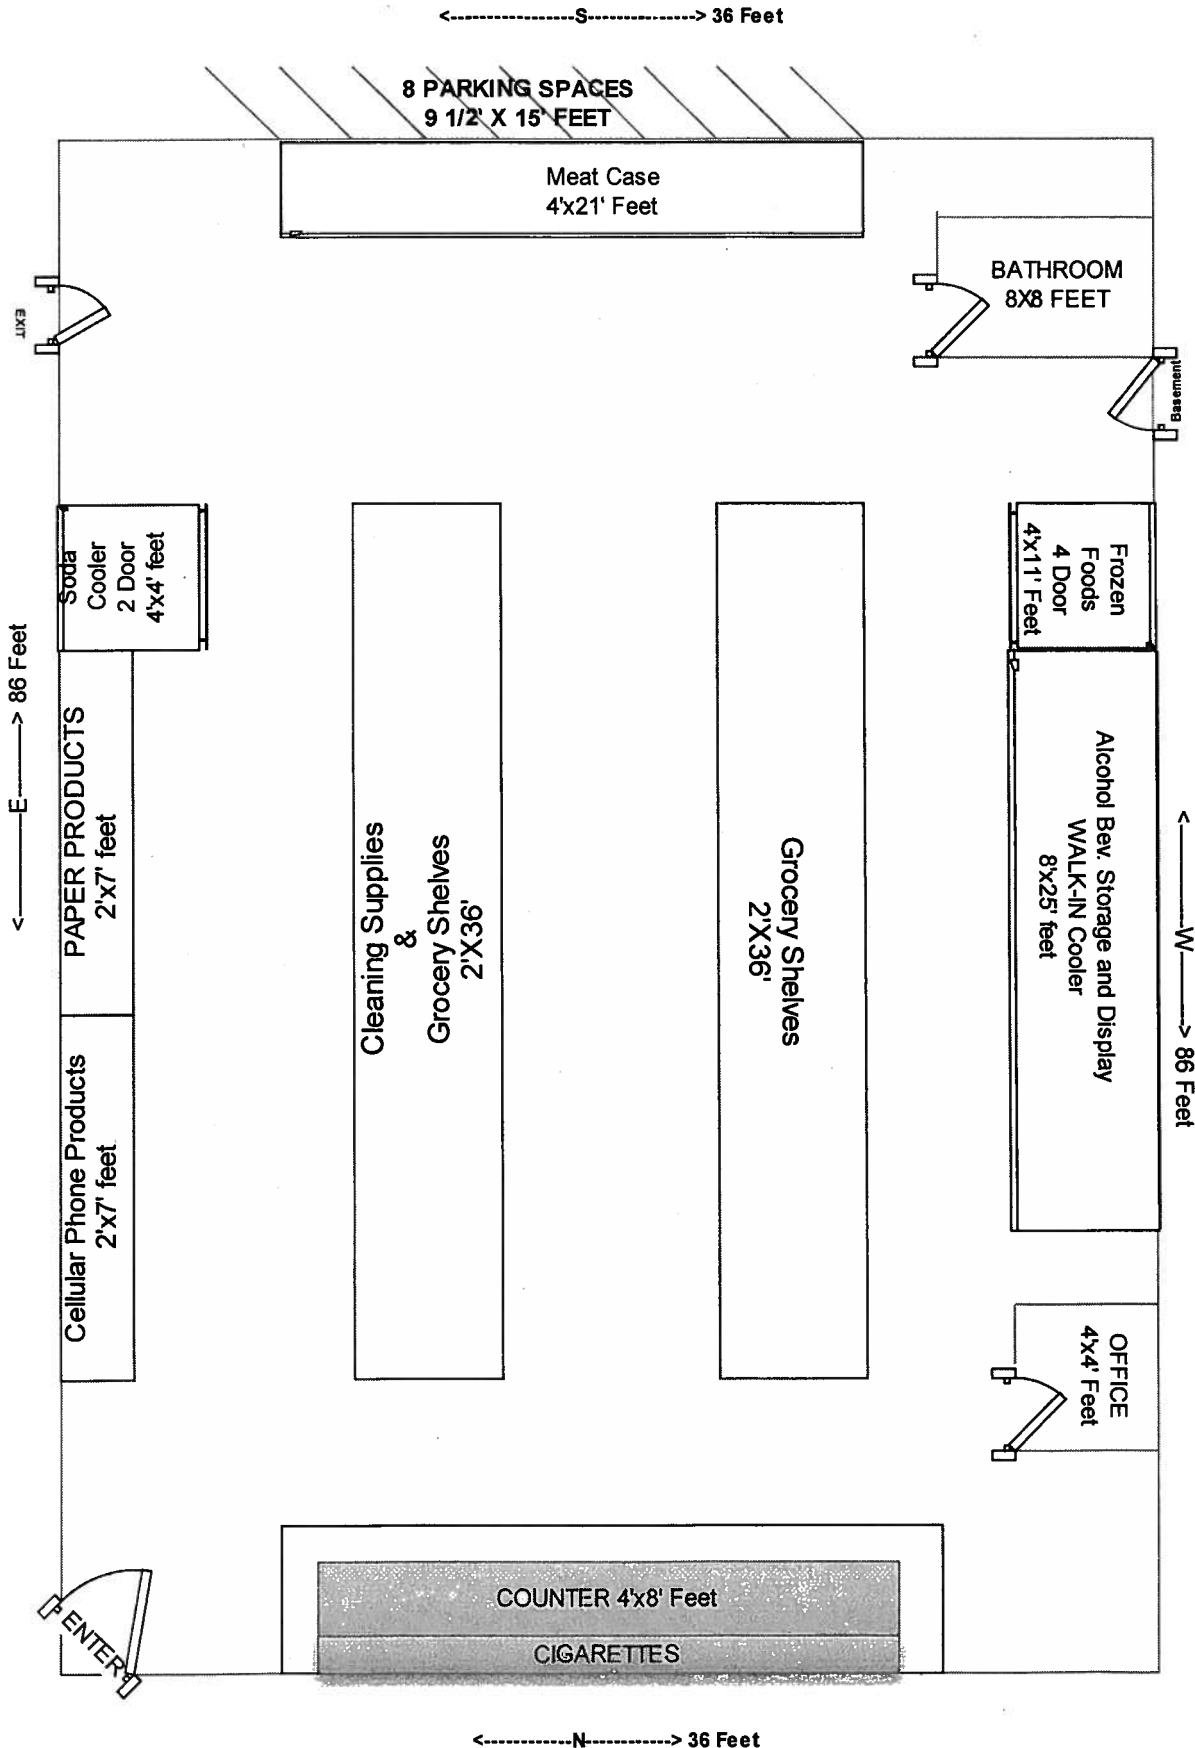 <-----------------S---------------> 36 Feet
8 PARKING SPACES
9 1/2' X 15' FEET
Meat Case
4'x21' Feet
BATHROOM
8X8 FEET
EXIT
Basement
Soda
Cooler
2 Door
4'x4' feet
Frozen
Foods
4 Door
4'x11' Feet
<----------E----------> 86 Feet
PAPER PRODUCTS
2'x7' feet
Cleaning Supplies
&
Grocery Shelves
2'X36'
Grocery Shelves
2'X36'
Alcohol Bev. Storage and Display
WALK-IN Cooler
8'x25' feet
<----------W----------> 86 Feet
Cellular Phone Products
2'x7' feet
OFFICE
4'x4' Feet
ENTER
COUNTER 4'x8' Feet
CIGARETTES
<-------------N------------> 36 Feet